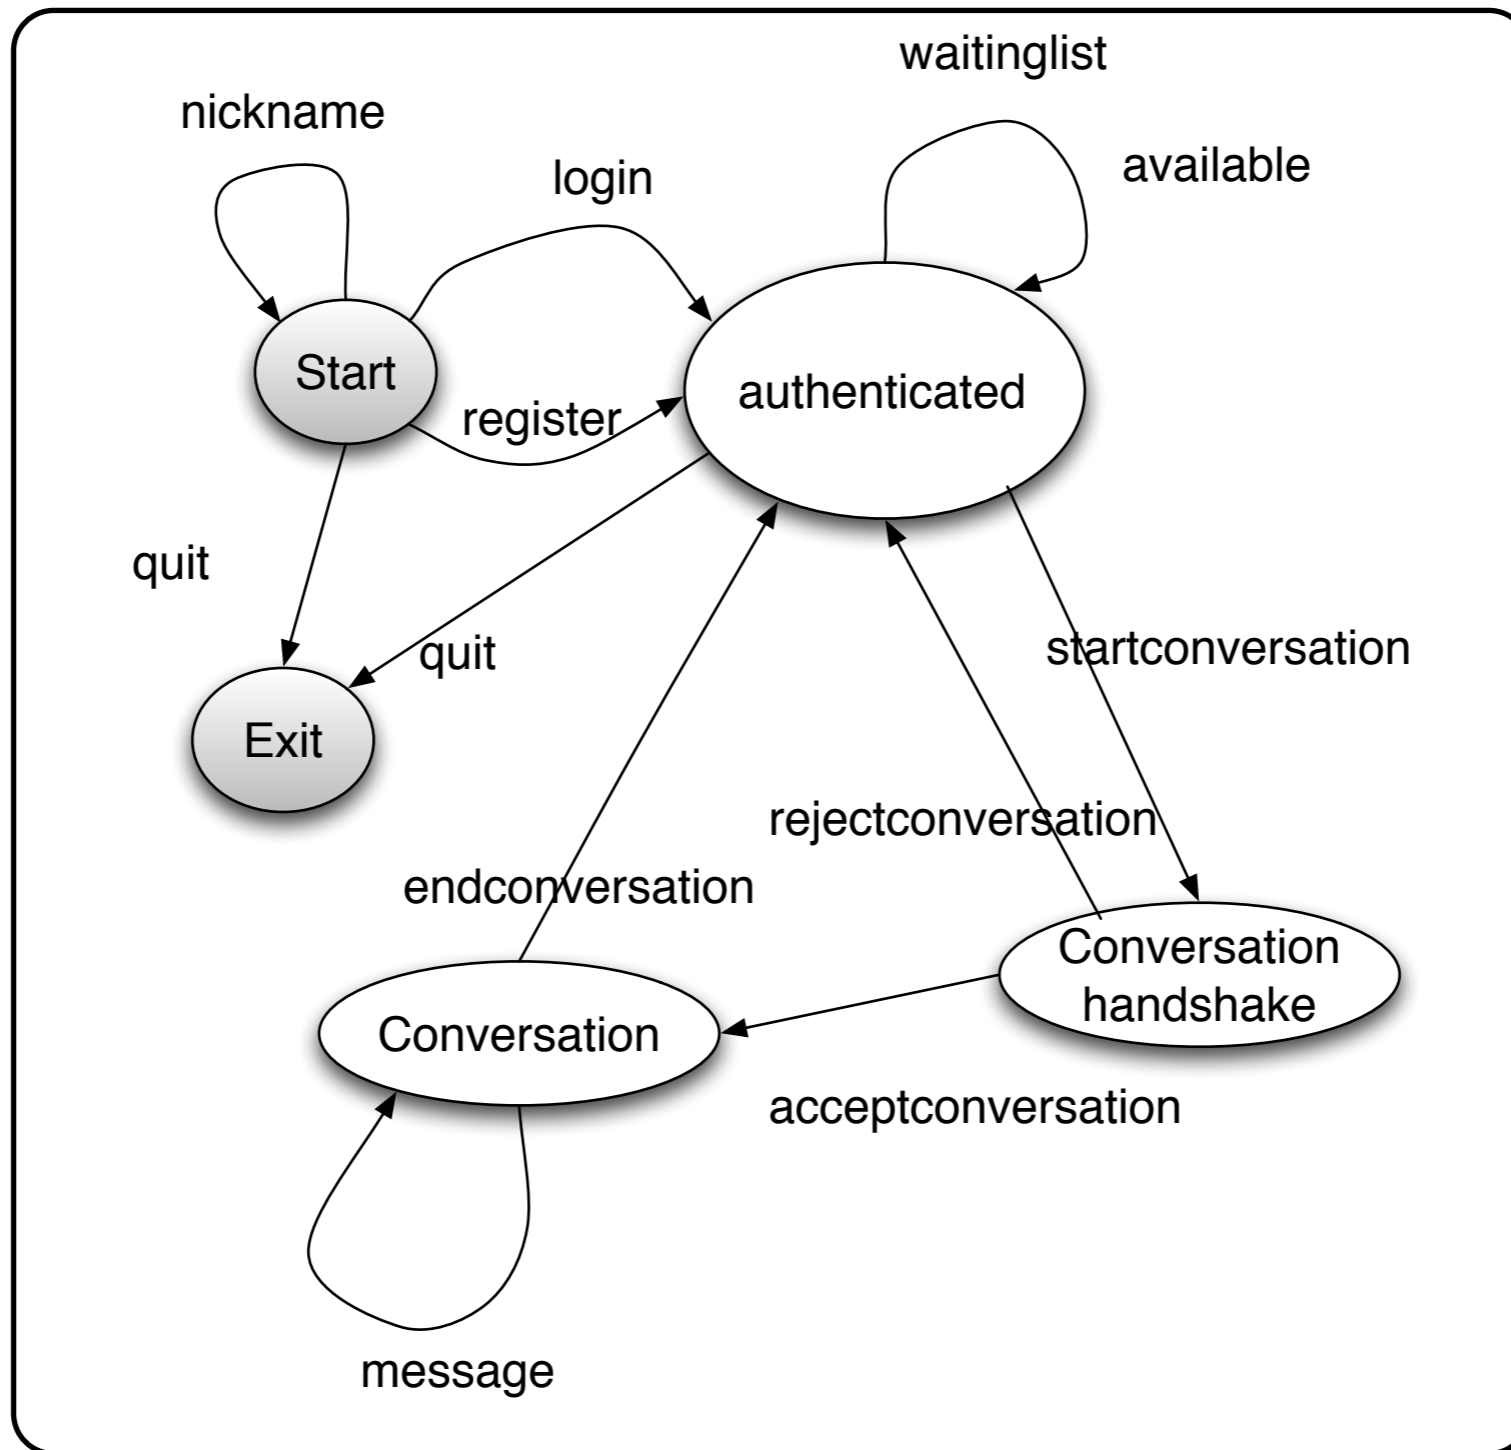 waitinglist
nickname
available
login
Start
authenticated
register
quit
quit
startconversation
Exit
rejectconversation
endconversation
Conversation
handshake
Conversation
acceptconversation
message